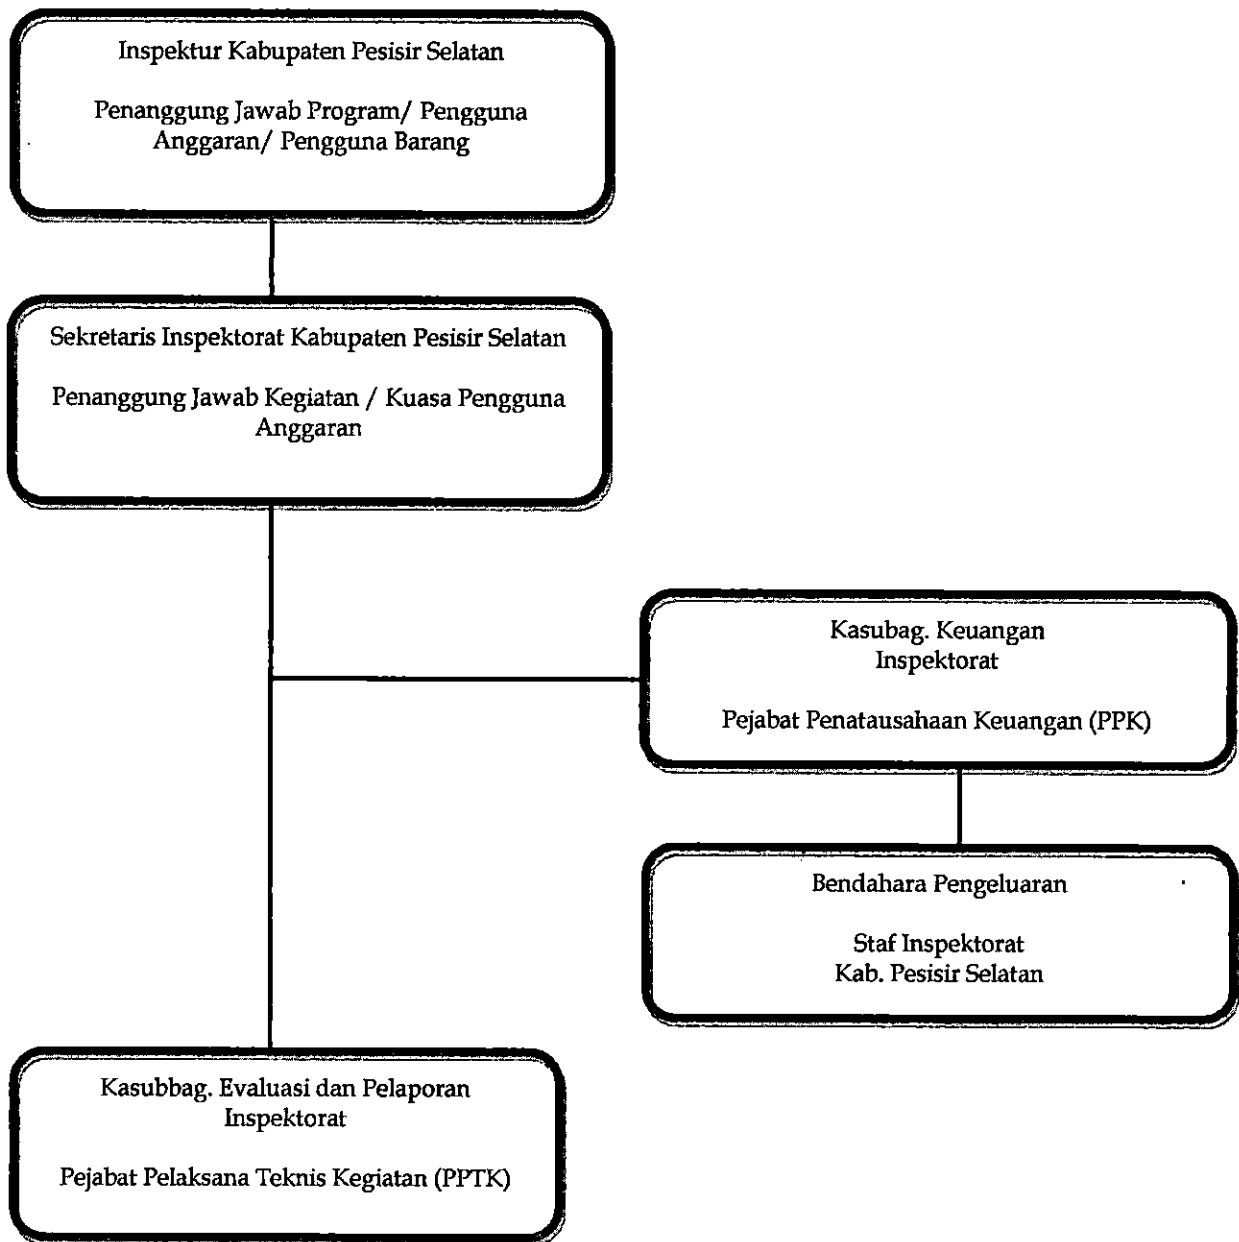 Inspektur Kabupaten Pesisir Selatan
Penanggung Jawab Program/ Pengguna
Anggaran/ Pengguna Barang
Sekretaris Inspektorat Kabupaten Pesisir Selatan
Penanggung Jawab Kegiatan / Kuasa Pengguna
Anggaran
Kasubag. Keuangan
Inspektorat
Pejabat Penatausahaan Keuangan (PPK)
Bendahara Pengeluaran
Staf Inspektorat
Kab. Pesisir Selatan
Kasubbag. Evaluasi dan Pelaporan
Inspektorat
Pejabat Pelaksana Teknis Kegiatan (PPTK)